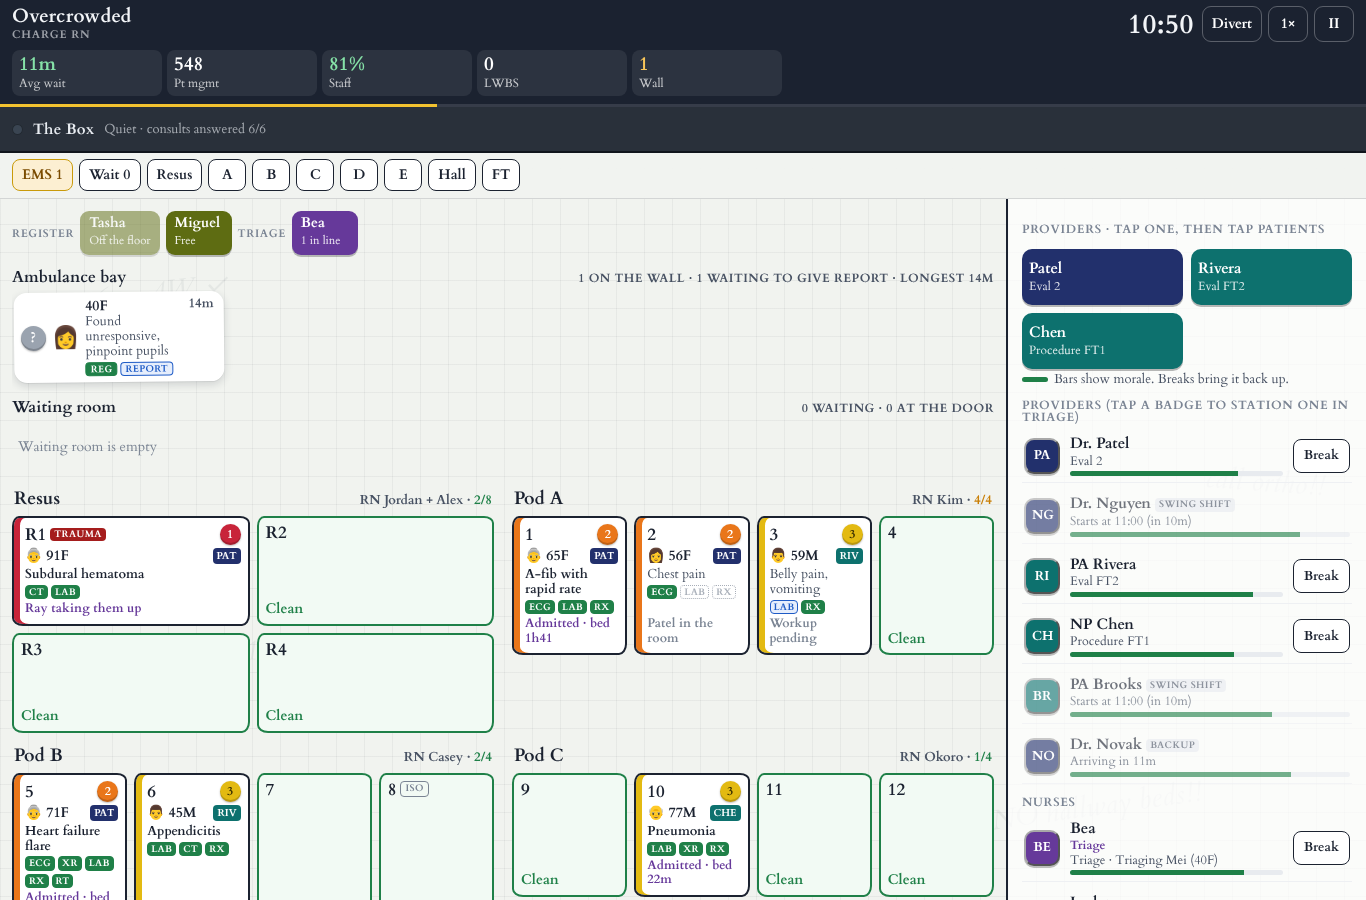 Overcrowded
CHARGE RN
10:50
Divert
1×
II
11m
Avg wait
548
Pt mgmt
81%
Staff
0
LWBS
1
Wall
The Box Quiet · consults answered 6/6
EMS 1
Wait 0
Resus
A
B
C
D
E
Hall
FT
REGISTER
Tasha
Off the floor
Miguel
Free
TRIAGE
Bea
1 in line
Ambulance bay
1 ON THE WALL · 1 WAITING TO GIVE REPORT · LONGEST 14M
?
40F
14m
Found
unresponsive,
pinpoint pupils
REG REPORT
Waiting room
0 WAITING · 0 AT THE DOOR
Waiting room is empty
Resus
RN Jordan + Alex · 2/8
R1 TRAUMA
1
91F
PAT
Subdural hematoma
CT LAB
Ray taking them up
R2
Clean
R3
Clean
R4
Clean
Pod A
RN Kim · 4/4
1
2
65F
PAT
A-fib with
rapid rate
ECG LAB RX
Admitted · bed
1h41
2
2
56F
PAT
Chest pain
ECG LAB RX
Patel in the
room
3
3
59M
RIV
Belly pain,
vomiting
LAB RX
Workup
pending
4
Clean
Pod B
RN Casey · 2/4
5
2
71F
PAT
Heart failure
flare
ECG XR LAB
RX RT
Admitted · bed
6
3
45M
RIV
Appendicitis
LAB CT RX
7
8 ISO
Pod C
RN Okoro · 1/4
9
Clean
10
3
77M
CHE
Pneumonia
LAB XR RX
Admitted · bed
22m
11
Clean
12
Clean
PROVIDERS · TAP ONE, THEN TAP PATIENTS
Patel
Eval 2
Rivera
Eval FT2
Chen
Procedure FT1
Bars show morale. Breaks bring it back up.
PROVIDERS (TAP A BADGE TO STATION ONE IN
TRIAGE)
PA
Dr. Patel
Eval 2
Break
NG
Dr. Nguyen SWING SHIFT
Starts at 11:00 (in 10m)
RI
PA Rivera
Eval FT2
Break
CH
NP Chen
Procedure FT1
Break
BR
PA Brooks SWING SHIFT
Starts at 11:00 (in 10m)
NO
Dr. Novak BACKUP
Arriving in 11m
NURSES
BE
Bea
Triage
Triage · Triaging Mei (40F)
Break